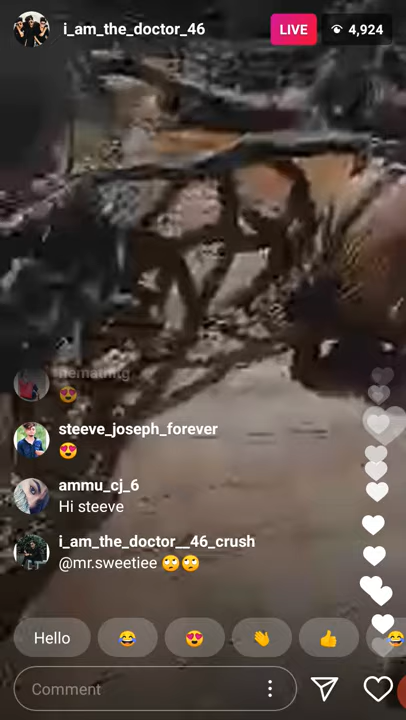 i_am_the_doctor_46
LIVE
4,924
😍
steeve_joseph_forever
😍
ammu_cj_6
Hi steeve
i_am_the_doctor__46_crush
@mr.sweetiee 🙄🙄
Hello 😂 😍 👋 👍 😂
Comment